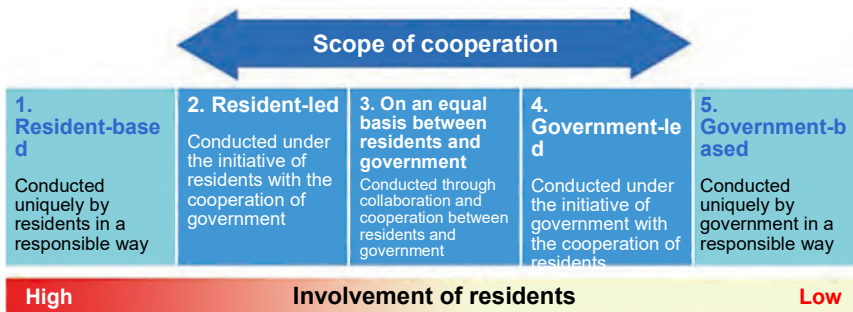 Scope of cooperation
1.
Resident-base
d
Conducted
uniquely by
residents in a
responsible way
2. Resident-led
Conducted under
the initiative of
residents with the
cooperation of
government
3. On an equal
basis between
residents and
government
Conducted through
collaboration and
cooperation between
residents and
government
4.
Government-le
d
Conducted under
the initiative of
government with
the cooperation of
residents
5.
Government-b
ased
Conducted
uniquely by
government in a
responsible way
High
Involvement of residents
Low